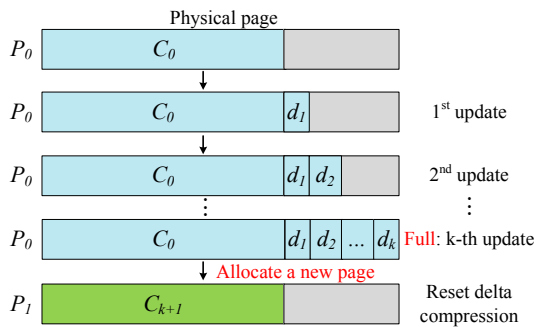 Physical page
P₀ C₀
P₀ C₀ d₁ 1ˢᵗ update
P₀ C₀ d₁ d₂ 2ⁿᵈ update
⋮ ⋮
P₀ C₀ d₁ d₂ ... dₖ Full: k-th update
Allocate a new page
P₁ Cₖ₊₁ Reset delta
compression